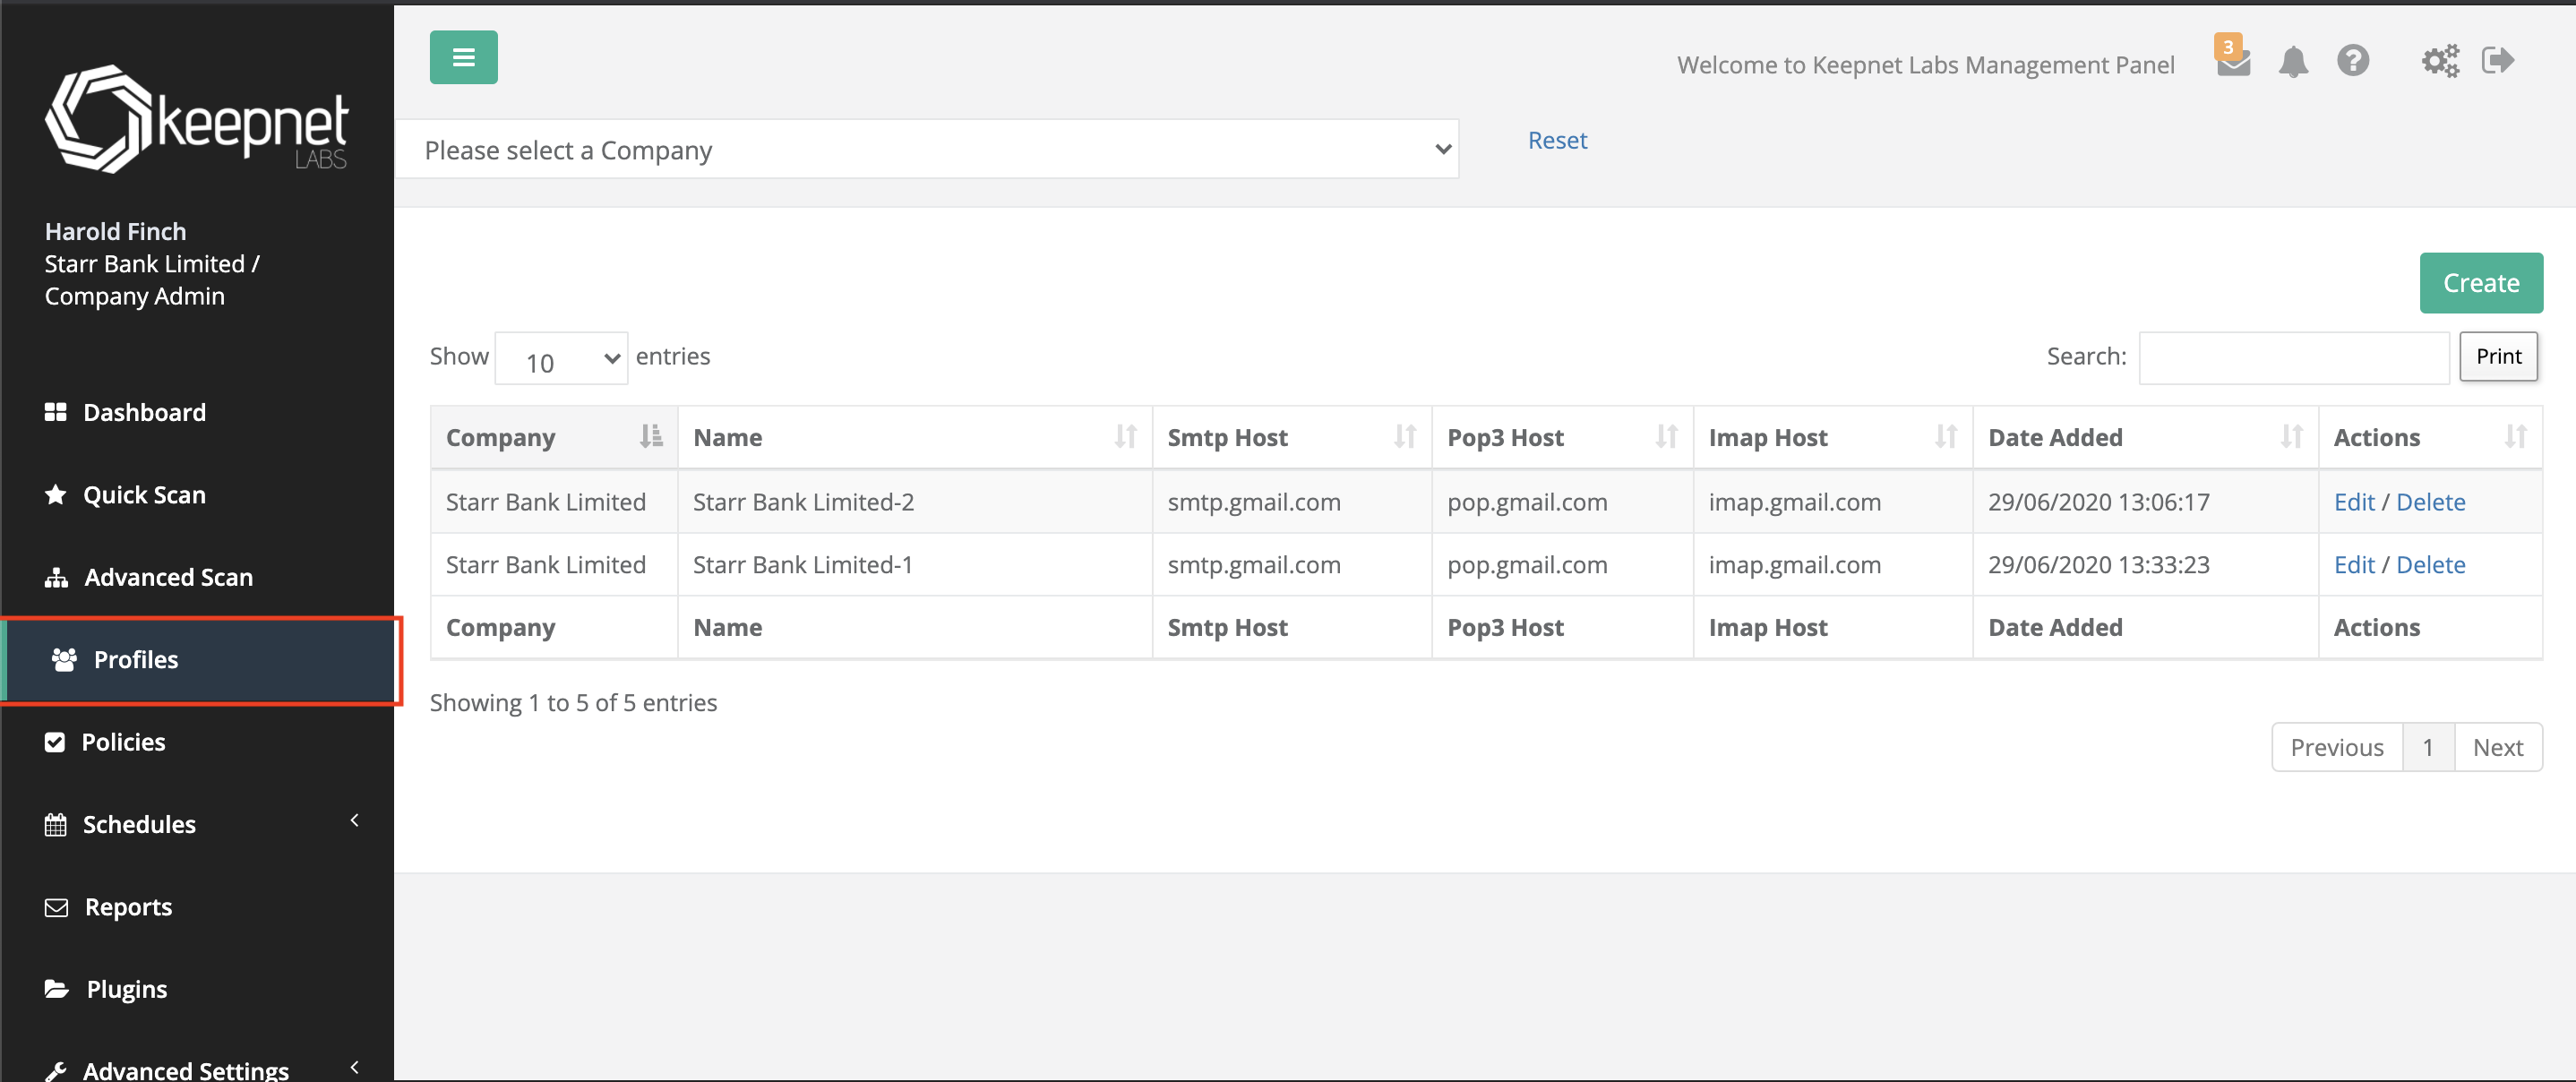 keepnet
LABS
Harold Finch
Starr Bank Limited /
Company Admin
Dashboard
Quick Scan
Advanced Scan
Profiles
Policies
Schedules
Reports
Plugins
Advanced Settings
Welcome to Keepnet Labs Management Panel
3
Please select a Company
Reset
Create
Show 10 entries
Search:
Print
Company Name Smtp Host Pop3 Host Imap Host Date Added Actions
Starr Bank Limited Starr Bank Limited-2 smtp.gmail.com pop.gmail.com imap.gmail.com 29/06/2020 13:06:17 Edit / Delete
Starr Bank Limited Starr Bank Limited-1 smtp.gmail.com pop.gmail.com imap.gmail.com 29/06/2020 13:33:23 Edit / Delete
Company Name Smtp Host Pop3 Host Imap Host Date Added Actions
Showing 1 to 5 of 5 entries
Previous 1 Next